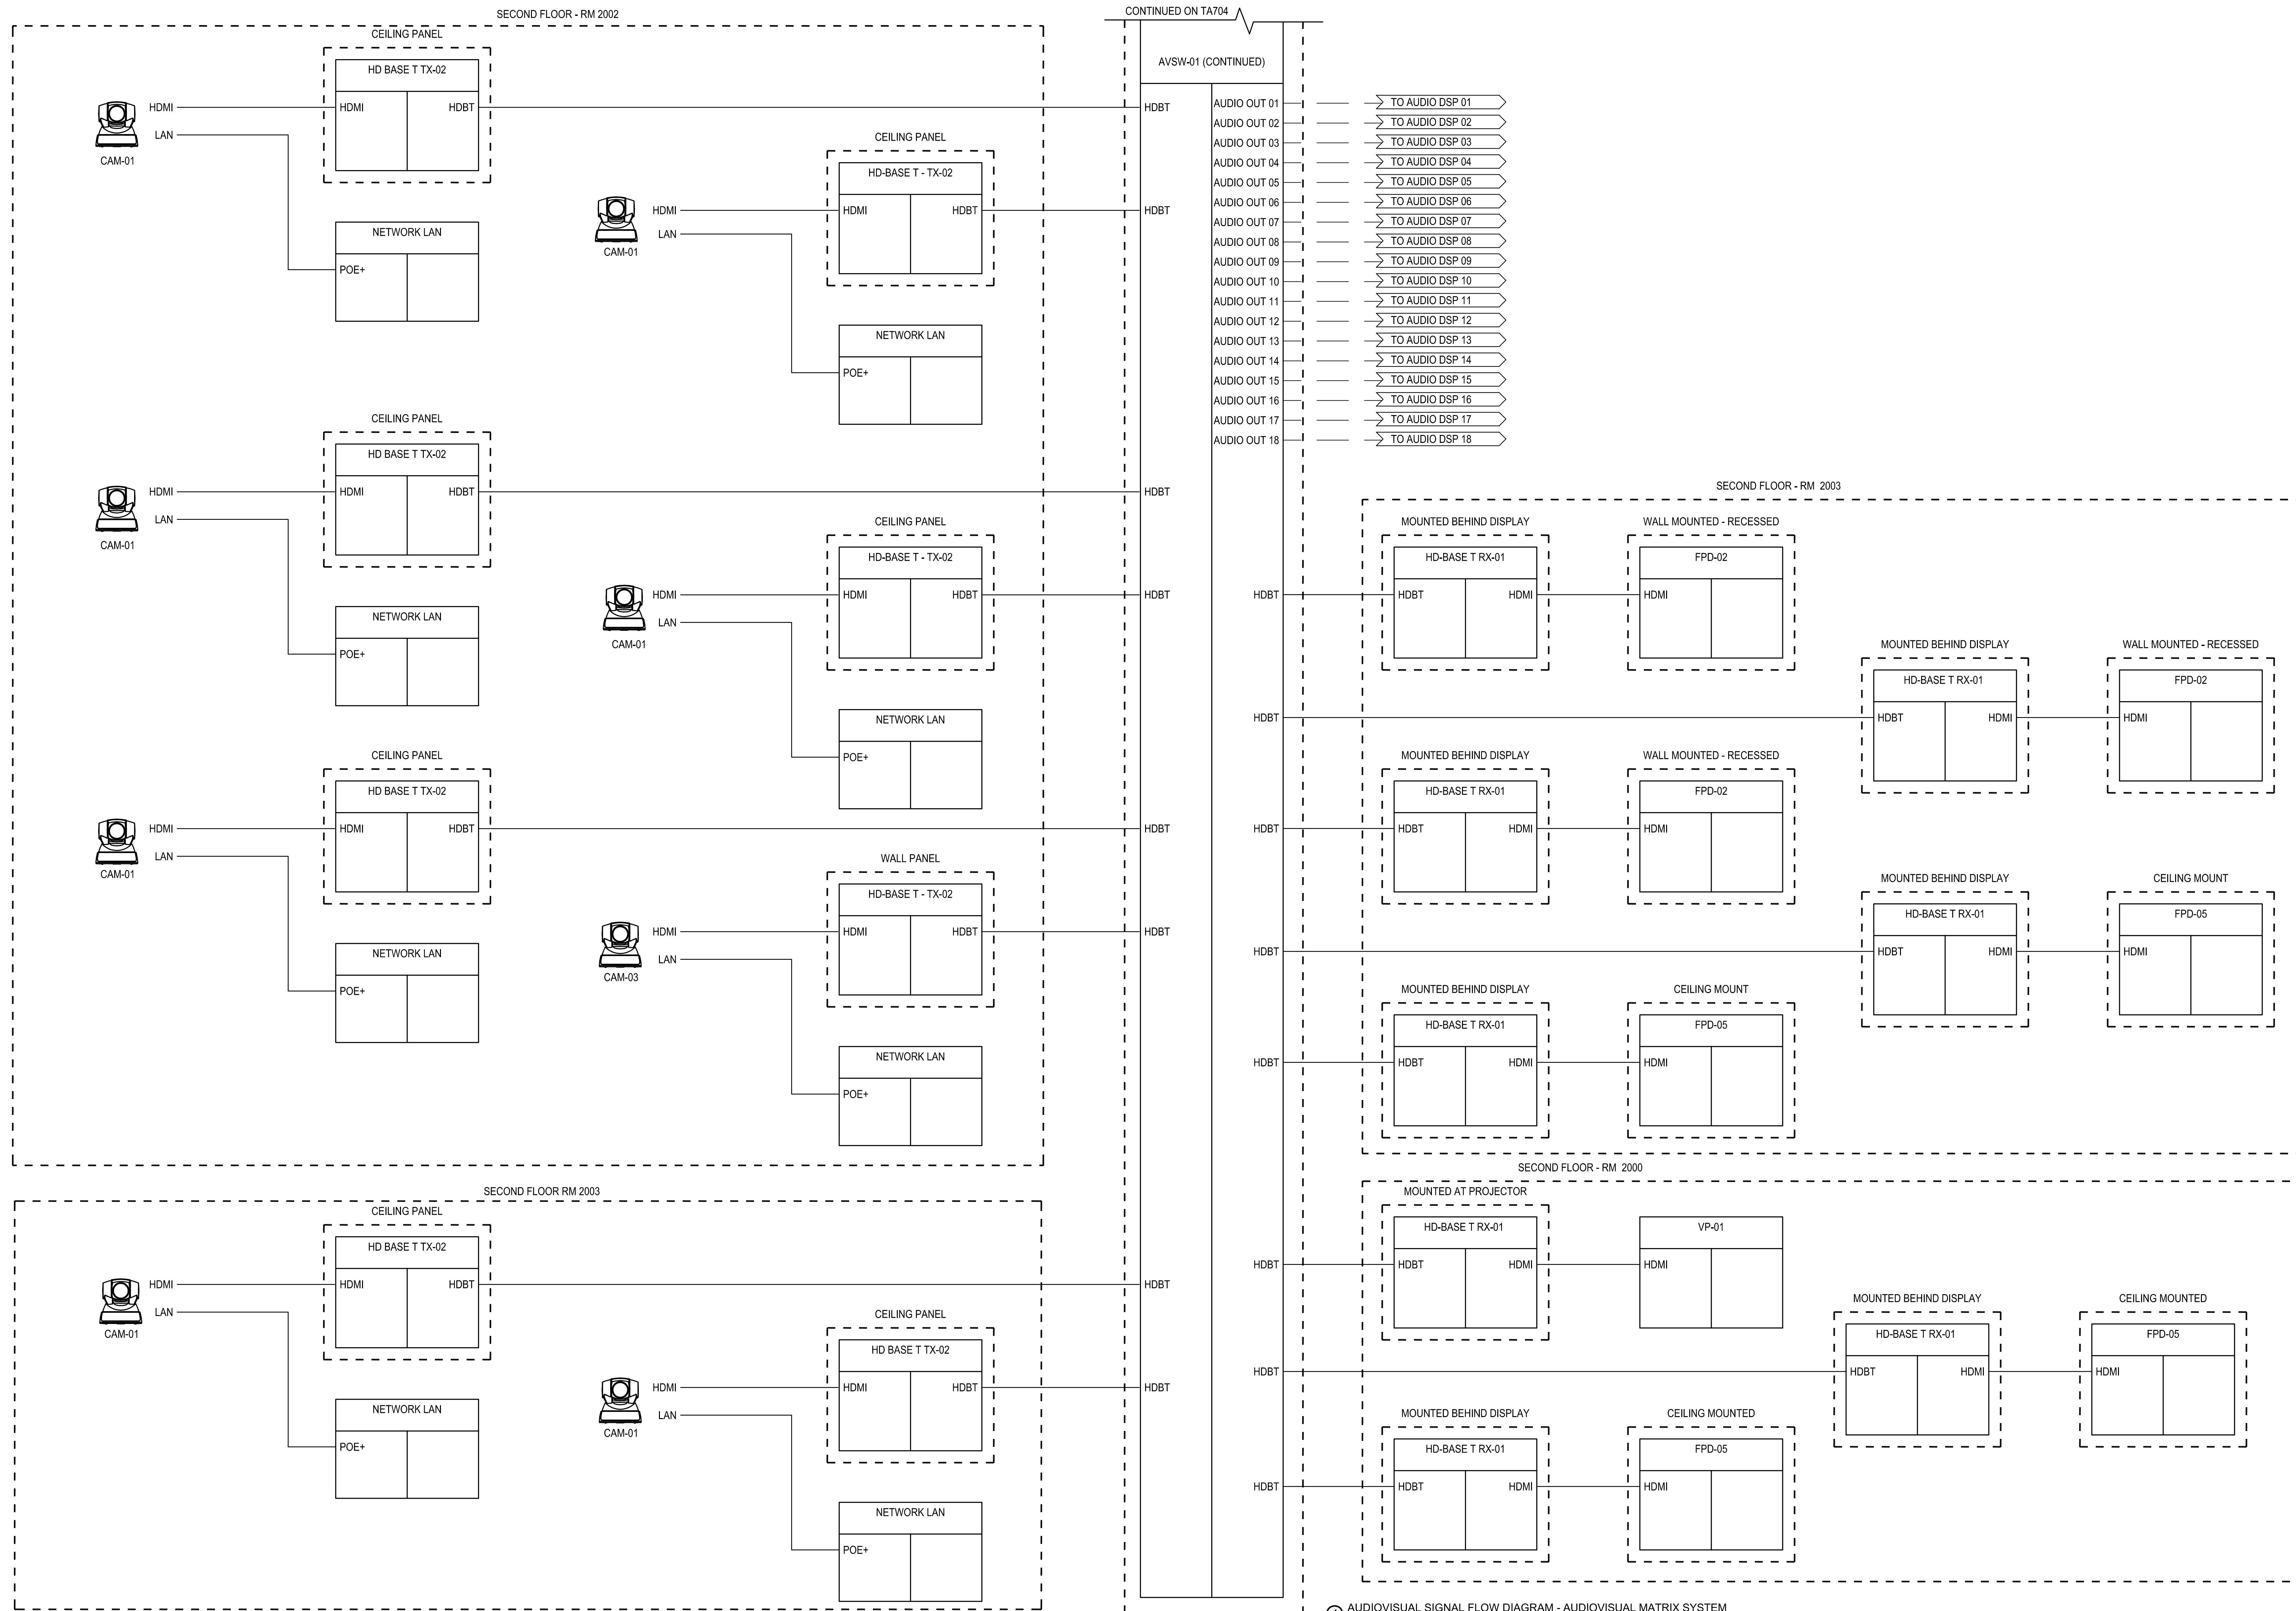 SECOND FLOOR - RM 2002
CEILING PANEL
HD BASE T TX-02
HDMI
HDMI
HDBT
LAN
CAM-01
NETWORK LAN
POE+
CEILING PANEL
HD-BASE T - TX-02
HDMI
HDMI
HDBT
LAN
CAM-01
NETWORK LAN
POE+
CEILING PANEL
HD BASE T TX-02
HDMI
HDMI
HDBT
LAN
CAM-01
NETWORK LAN
POE+
CEILING PANEL
HD-BASE T - TX-02
HDMI
HDMI
HDBT
LAN
CAM-01
NETWORK LAN
POE+
CEILING PANEL
HD BASE T TX-02
HDMI
HDMI
HDBT
LAN
CAM-01
NETWORK LAN
POE+
WALL PANEL
HD-BASE T - TX-02
HDMI
HDMI
HDBT
LAN
CAM-03
NETWORK LAN
POE+
SECOND FLOOR RM 2003
CEILING PANEL
HD BASE T TX-02
HDMI
HDMI
HDBT
LAN
CAM-01
NETWORK LAN
POE+
CEILING PANEL
HD BASE T TX-02
HDMI
HDMI
HDBT
LAN
CAM-01
NETWORK LAN
POE+
CONTINUED ON TA704
AVSW-01 (CONTINUED)
HDBT
HDBT
HDBT
HDBT
HDBT
HDBT
HDBT
HDBT
AUDIO OUT 01 TO AUDIO DSP 01
AUDIO OUT 02 TO AUDIO DSP 02
AUDIO OUT 03 TO AUDIO DSP 03
AUDIO OUT 04 TO AUDIO DSP 04
AUDIO OUT 05 TO AUDIO DSP 05
AUDIO OUT 06 TO AUDIO DSP 06
AUDIO OUT 07 TO AUDIO DSP 07
AUDIO OUT 08 TO AUDIO DSP 08
AUDIO OUT 09 TO AUDIO DSP 09
AUDIO OUT 10 TO AUDIO DSP 10
AUDIO OUT 11 TO AUDIO DSP 11
AUDIO OUT 12 TO AUDIO DSP 12
AUDIO OUT 13 TO AUDIO DSP 13
AUDIO OUT 14 TO AUDIO DSP 14
AUDIO OUT 15 TO AUDIO DSP 15
AUDIO OUT 16 TO AUDIO DSP 16
AUDIO OUT 17 TO AUDIO DSP 17
AUDIO OUT 18 TO AUDIO DSP 18
HDBT
HDBT
HDBT
HDBT
HDBT
HDBT
HDBT
HDBT
SECOND FLOOR - RM 2003
MOUNTED BEHIND DISPLAY
HD-BASE T RX-01
HDBT
HDMI
WALL MOUNTED - RECESSED
FPD-02
HDMI
MOUNTED BEHIND DISPLAY
HD-BASE T RX-01
HDBT
HDMI
WALL MOUNTED - RECESSED
FPD-02
HDMI
MOUNTED BEHIND DISPLAY
HD-BASE T RX-01
HDBT
HDMI
WALL MOUNTED - RECESSED
FPD-02
HDMI
MOUNTED BEHIND DISPLAY
HD-BASE T RX-01
HDBT
HDMI
CEILING MOUNT
FPD-05
HDMI
MOUNTED BEHIND DISPLAY
HD-BASE T RX-01
HDBT
HDMI
CEILING MOUNT
FPD-05
HDMI
SECOND FLOOR - RM 2000
MOUNTED AT PROJECTOR
HD-BASE T RX-01
HDBT
HDMI
VP-01
HDMI
MOUNTED BEHIND DISPLAY
HD-BASE T RX-01
HDBT
HDMI
CEILING MOUNTED
FPD-05
HDMI
MOUNTED BEHIND DISPLAY
HD-BASE T RX-01
HDBT
HDMI
CEILING MOUNTED
FPD-05
HDMI
AUDIOVISUAL SIGNAL FLOW DIAGRAM - AUDIOVISUAL MATRIX SYSTEM